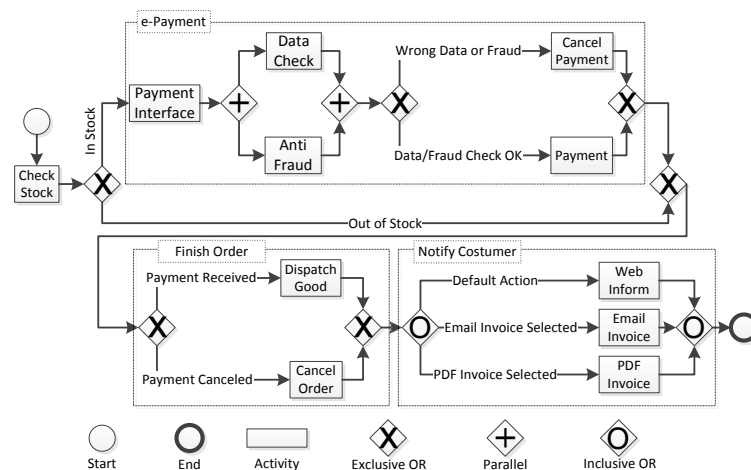 e-Payment
Data
Check
Wrong Data or Fraud
Cancel
Payment
Payment
Interface
+
+
X
X
In Stock
Anti
Fraud
Data/Fraud Check OK
Payment
Check
Stock
X
X
Out of Stock
Finish Order
Notify Costumer
Payment Received
Dispatch
Good
Default Action
Web
Inform
X
X
O
Email Invoice Selected
Email
Invoice
O
Payment Canceled
Cancel
Order
PDF Invoice Selected
PDF
Invoice
X
+
O
Start
End
Activity
Exclusive OR
Parallel
Inclusive OR